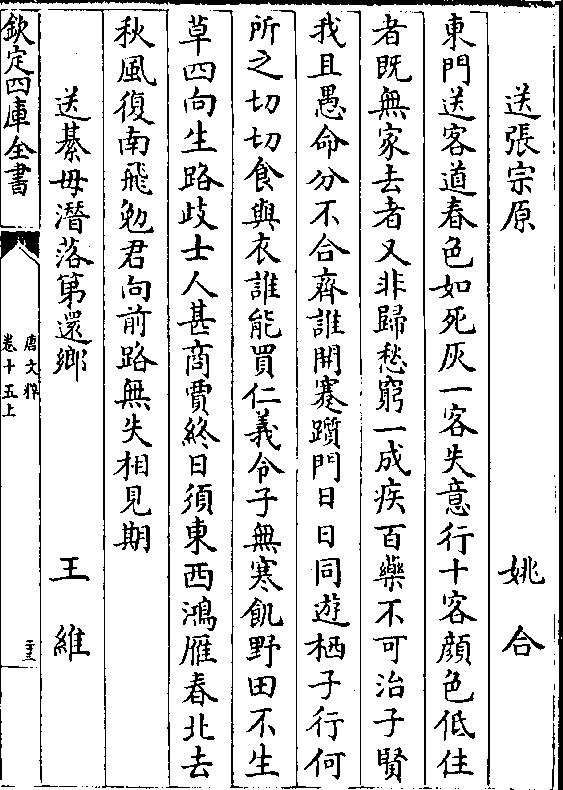 送張宗原　姚合
東門送客道春色如死灰一客失意行十客顔色低住
者既無家去者又非歸愁窮一成疾百藥不可治子賢
我且愚命分不合齊誰開蹇躓門日日同遊栖子行何
所之切切食與衣誰能買仁義令子無寒飢野田不生
草四向生路歧士人甚商賈終日須東西鴻雁春北去
秋風復南飛勉君向前路無失相見期
送綦毋潛落第還鄉　王維
欽定四庫全書
唐文粹
卷十五上
二十三